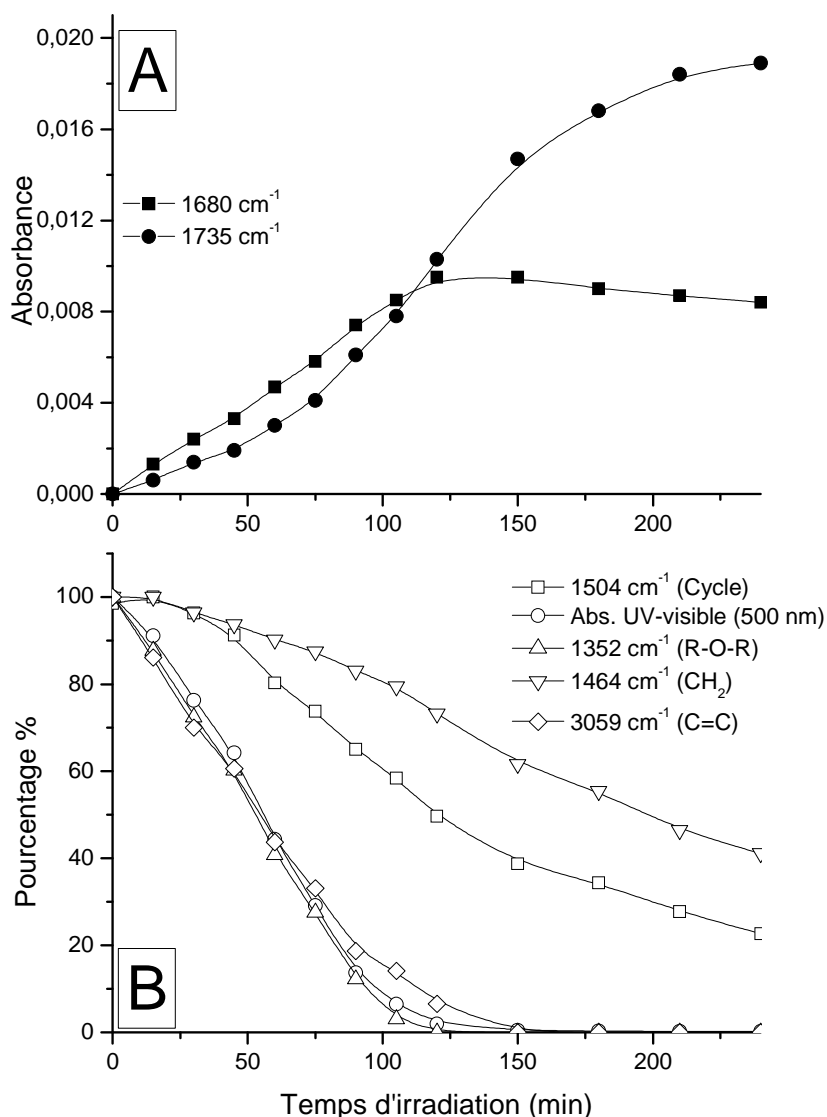 A
0,020
0,016
0,012
0,008
0,004
0,000
Absorbance
1680 cm⁻¹
1735 cm⁻¹
0
50
100
150
200
B
100
80
60
40
20
0
Pourcentage %
1504 cm⁻¹ (Cycle)
Abs. UV-visible (500 nm)
1352 cm⁻¹ (R-O-R)
1464 cm⁻¹ (CH₂)
3059 cm⁻¹ (C=C)
0
50
100
150
200
Temps d'irradiation (min)